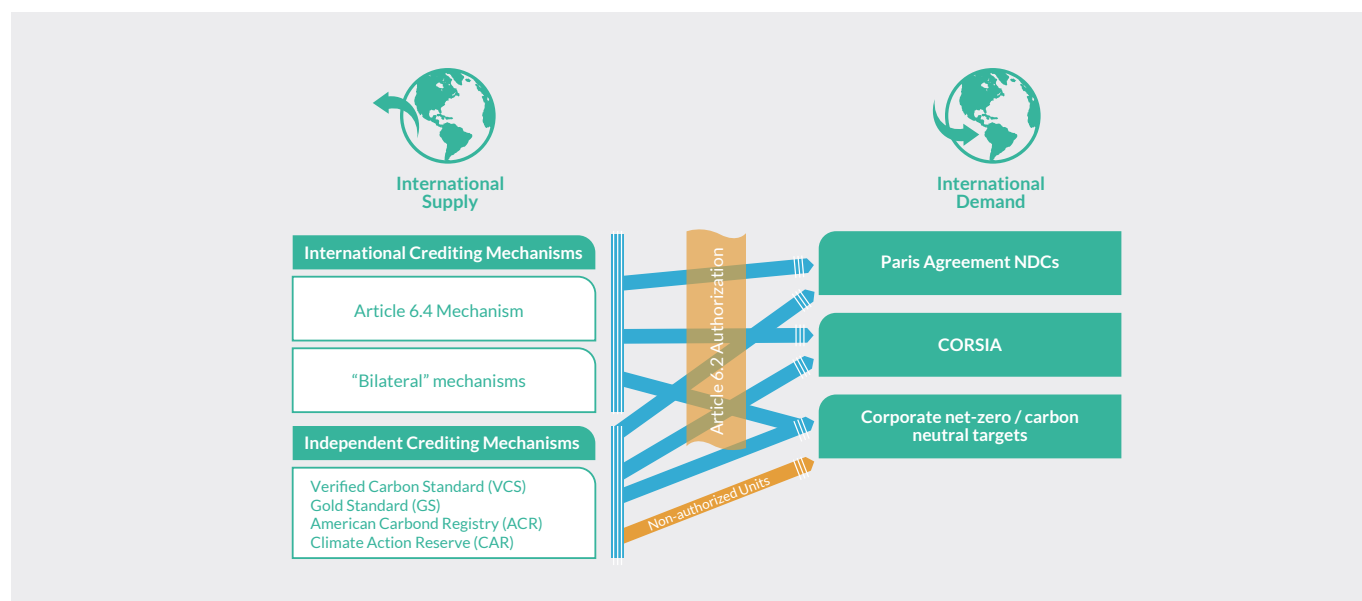 International
Supply
International
Demand
International Crediting Mechanisms
Article 6.4 Mechanism
“Bilateral” mechanisms
Independent Crediting Mechanisms
Verified Carbon Standard (VCS)
Gold Standard (GS)
American Carbond Registry (ACR)
Climate Action Reserve (CAR)
Article 6.2 Authorization
Non-authorized Units
Paris Agreement NDCs
CORSIA
Corporate net-zero / carbon
neutral targets